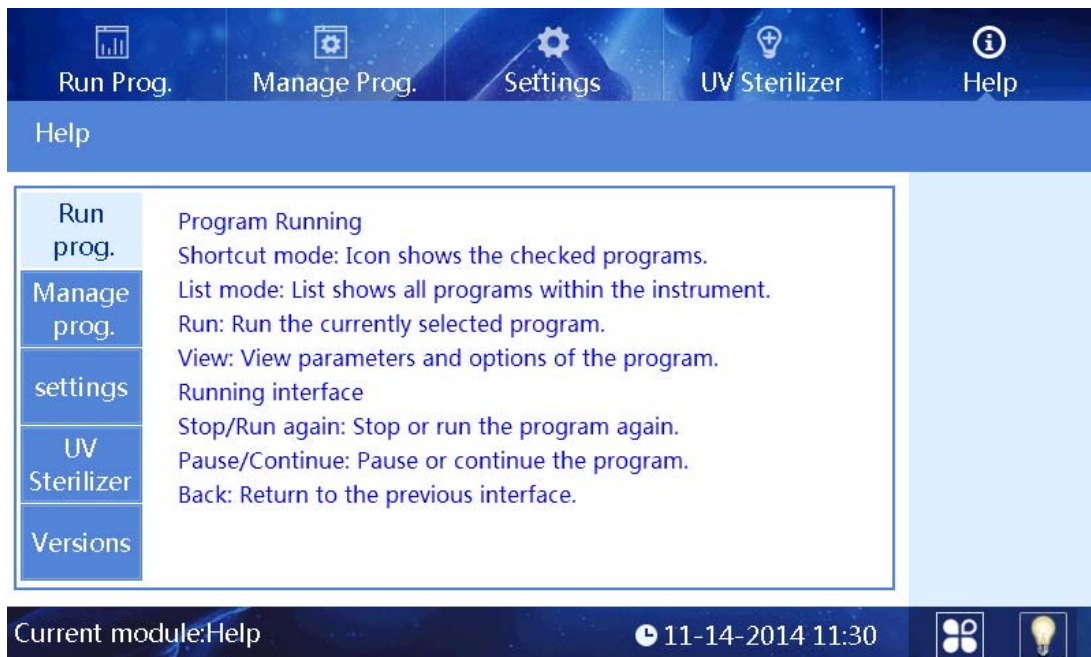 Run Prog.
Manage Prog.
Settings
UV Sterilizer
Help
Help
Run
prog.
Manage
prog.
settings
UV
Sterilizer
Versions
Program Running
Shortcut mode: Icon shows the checked programs.
List mode: List shows all programs within the instrument.
Run: Run the currently selected program.
View: View parameters and options of the program.
Running interface
Stop/Run again: Stop or run the program again.
Pause/Continue: Pause or continue the program.
Back: Return to the previous interface.
Current module:Help
11-14-2014 11:30